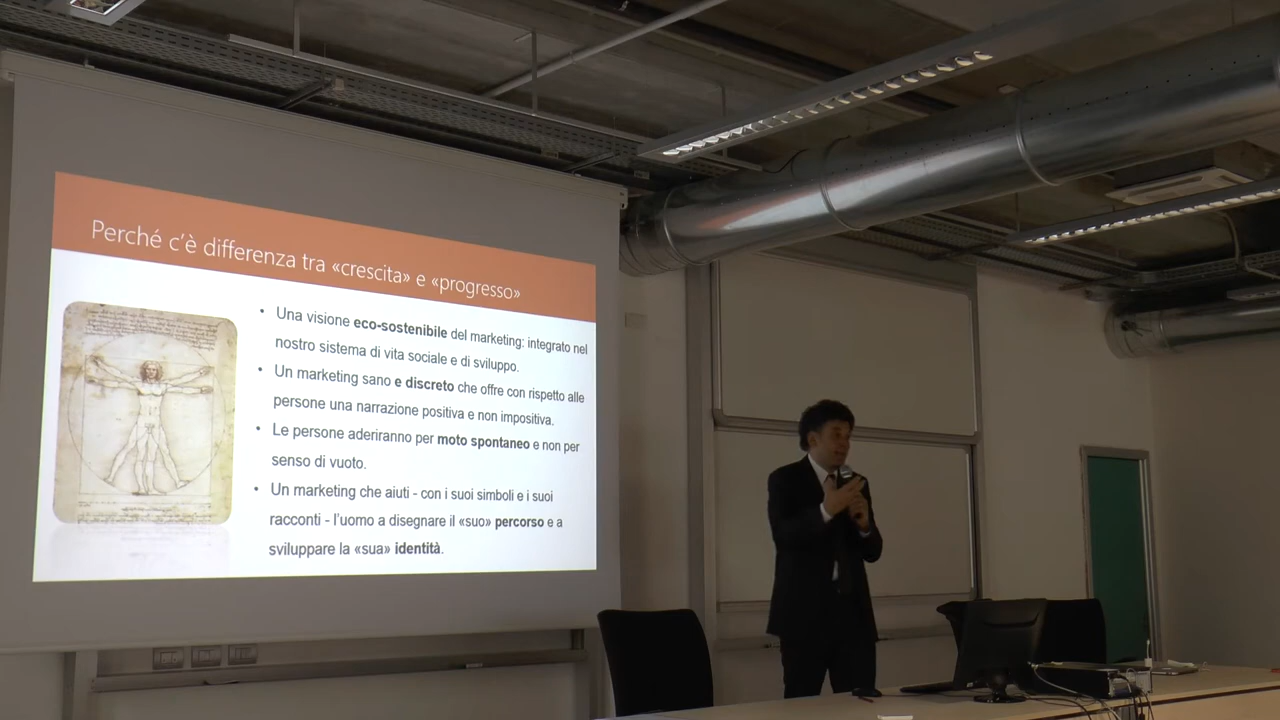 Perché c'è differenza tra «crescita» e «progresso»
• Una visione eco-sostenibile del marketing: integrato nel
nostro sistema di vita sociale e di sviluppo.
• Un marketing sano e discreto che offre con rispetto alle
persone una narrazione positiva e non impositiva.
• Le persone aderiranno per moto spontaneo e non per
senso di vuoto.
• Un marketing che aiuti - con i suoi simboli e i suoi
racconti - l'uomo a disegnare il «suo» percorso e a
sviluppare la «sua» identità.